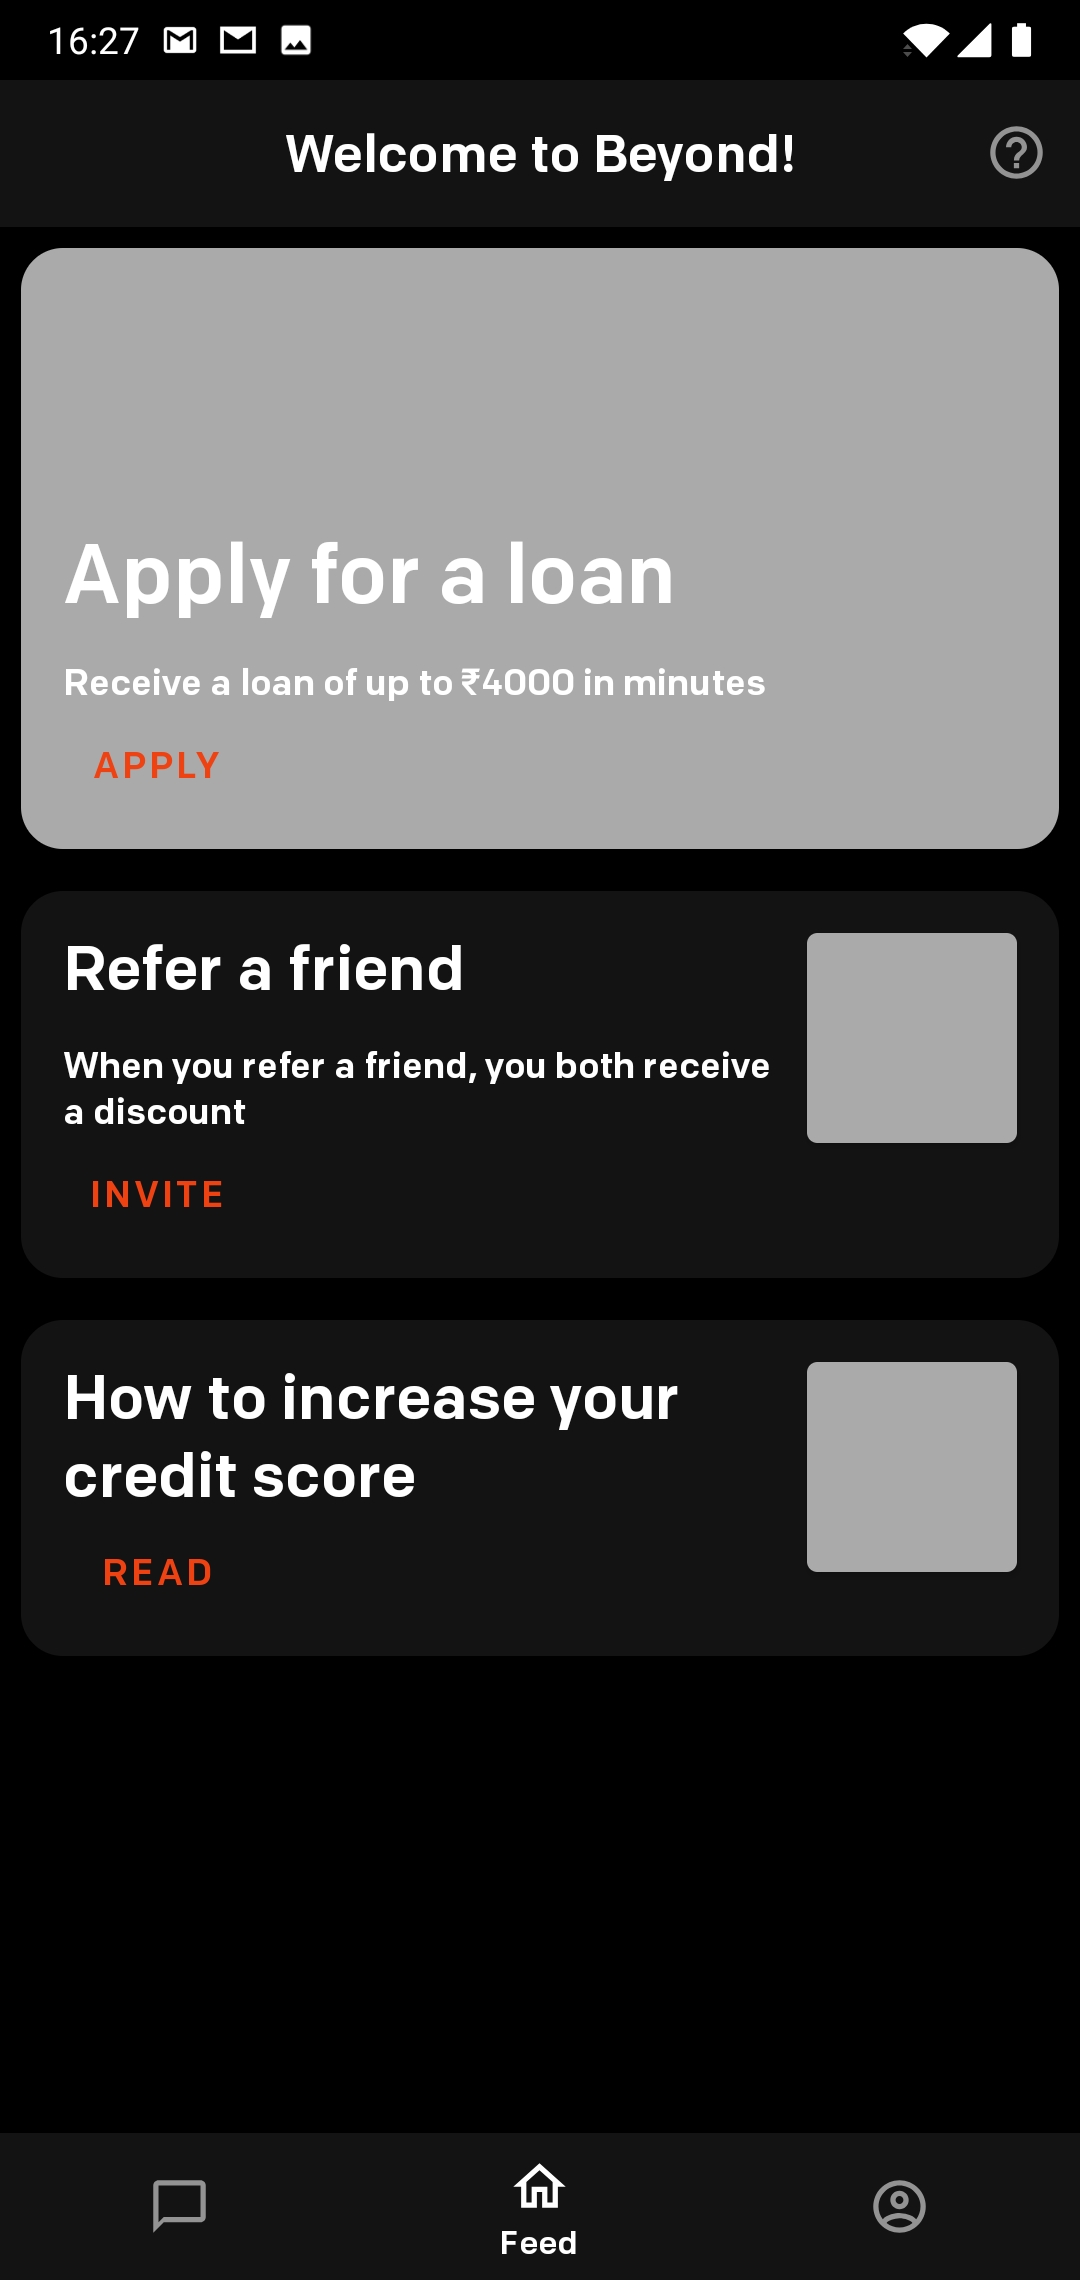 16:27
Welcome to Beyond!
Apply for a loan
Receive a loan of up to ₹4000 in minutes
APPLY
Refer a friend
When you refer a friend, you both receive
a discount
INVITE
How to increase your
credit score
READ
Feed